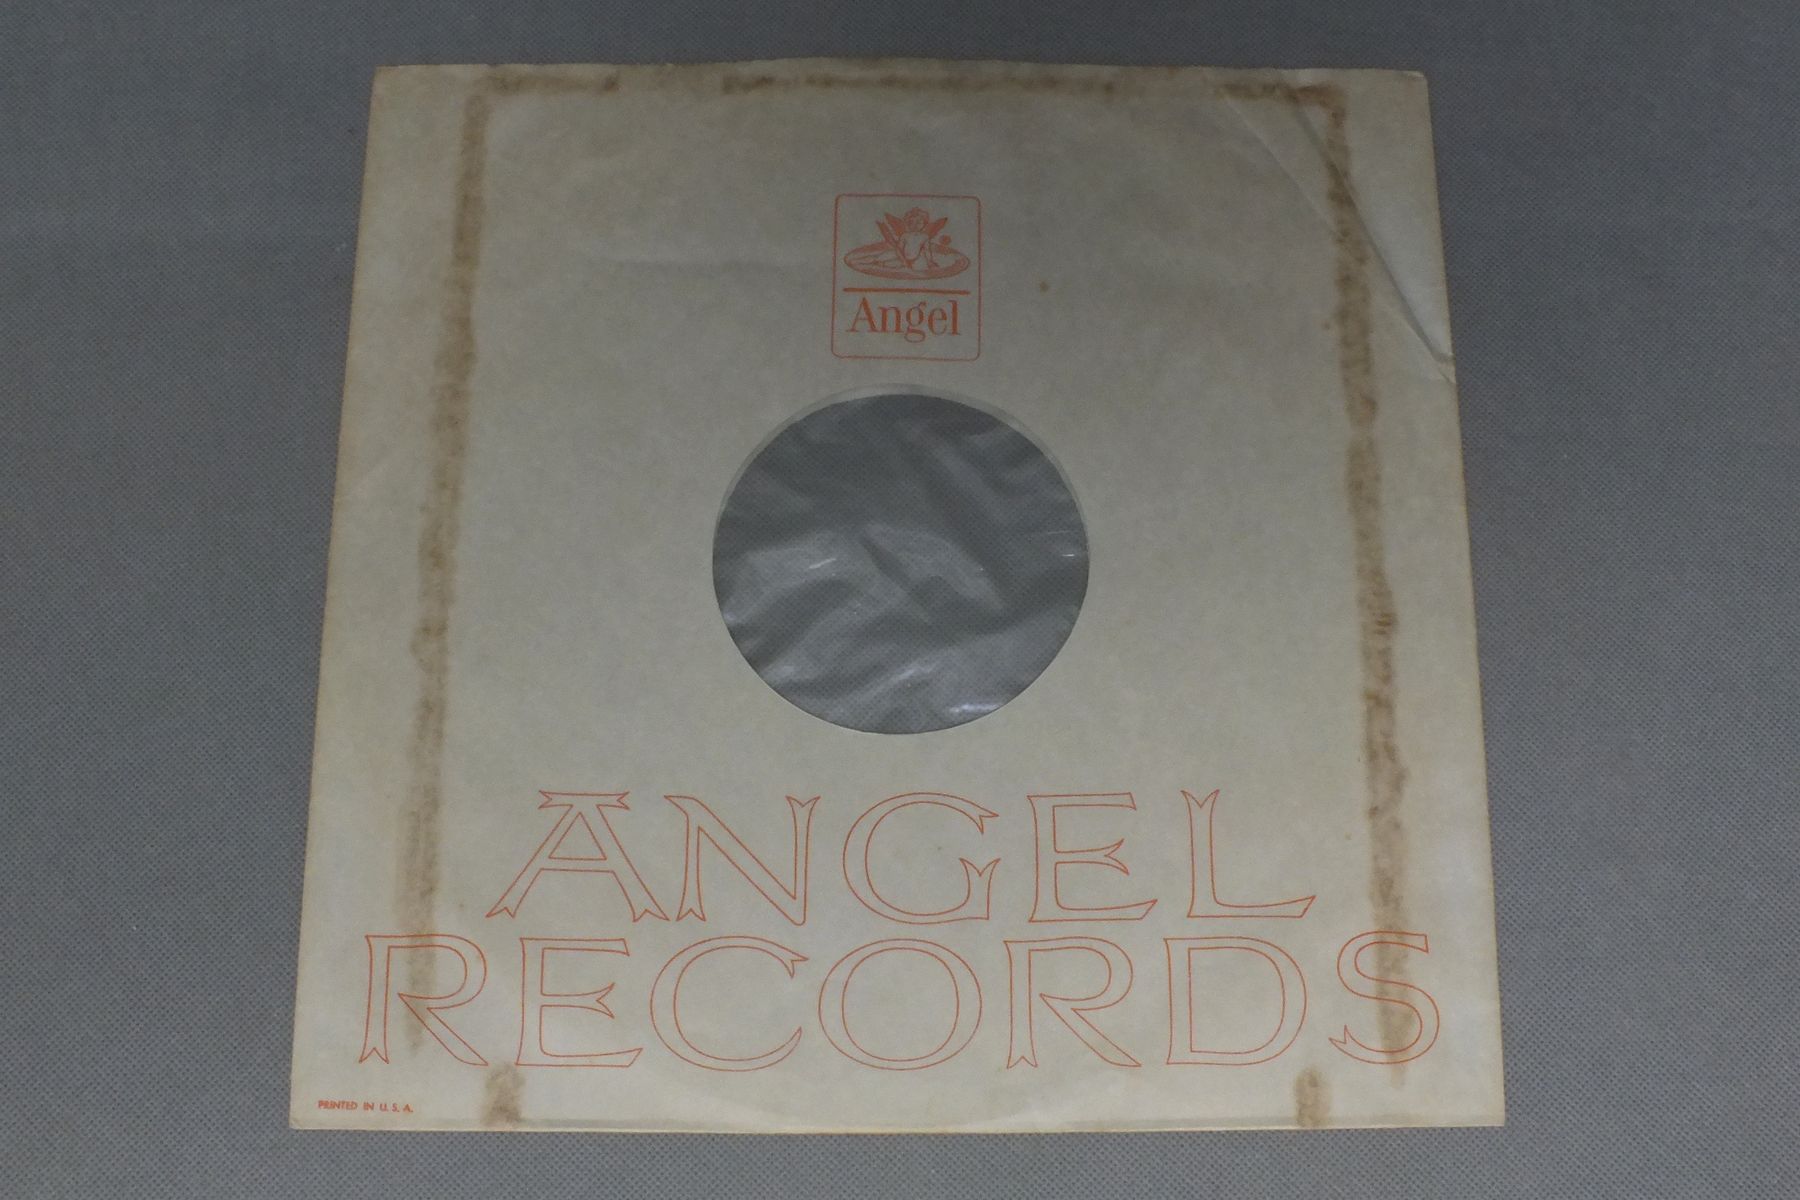 Angel
ANGEL
RECORDS
PRINTED IN U.S.A.